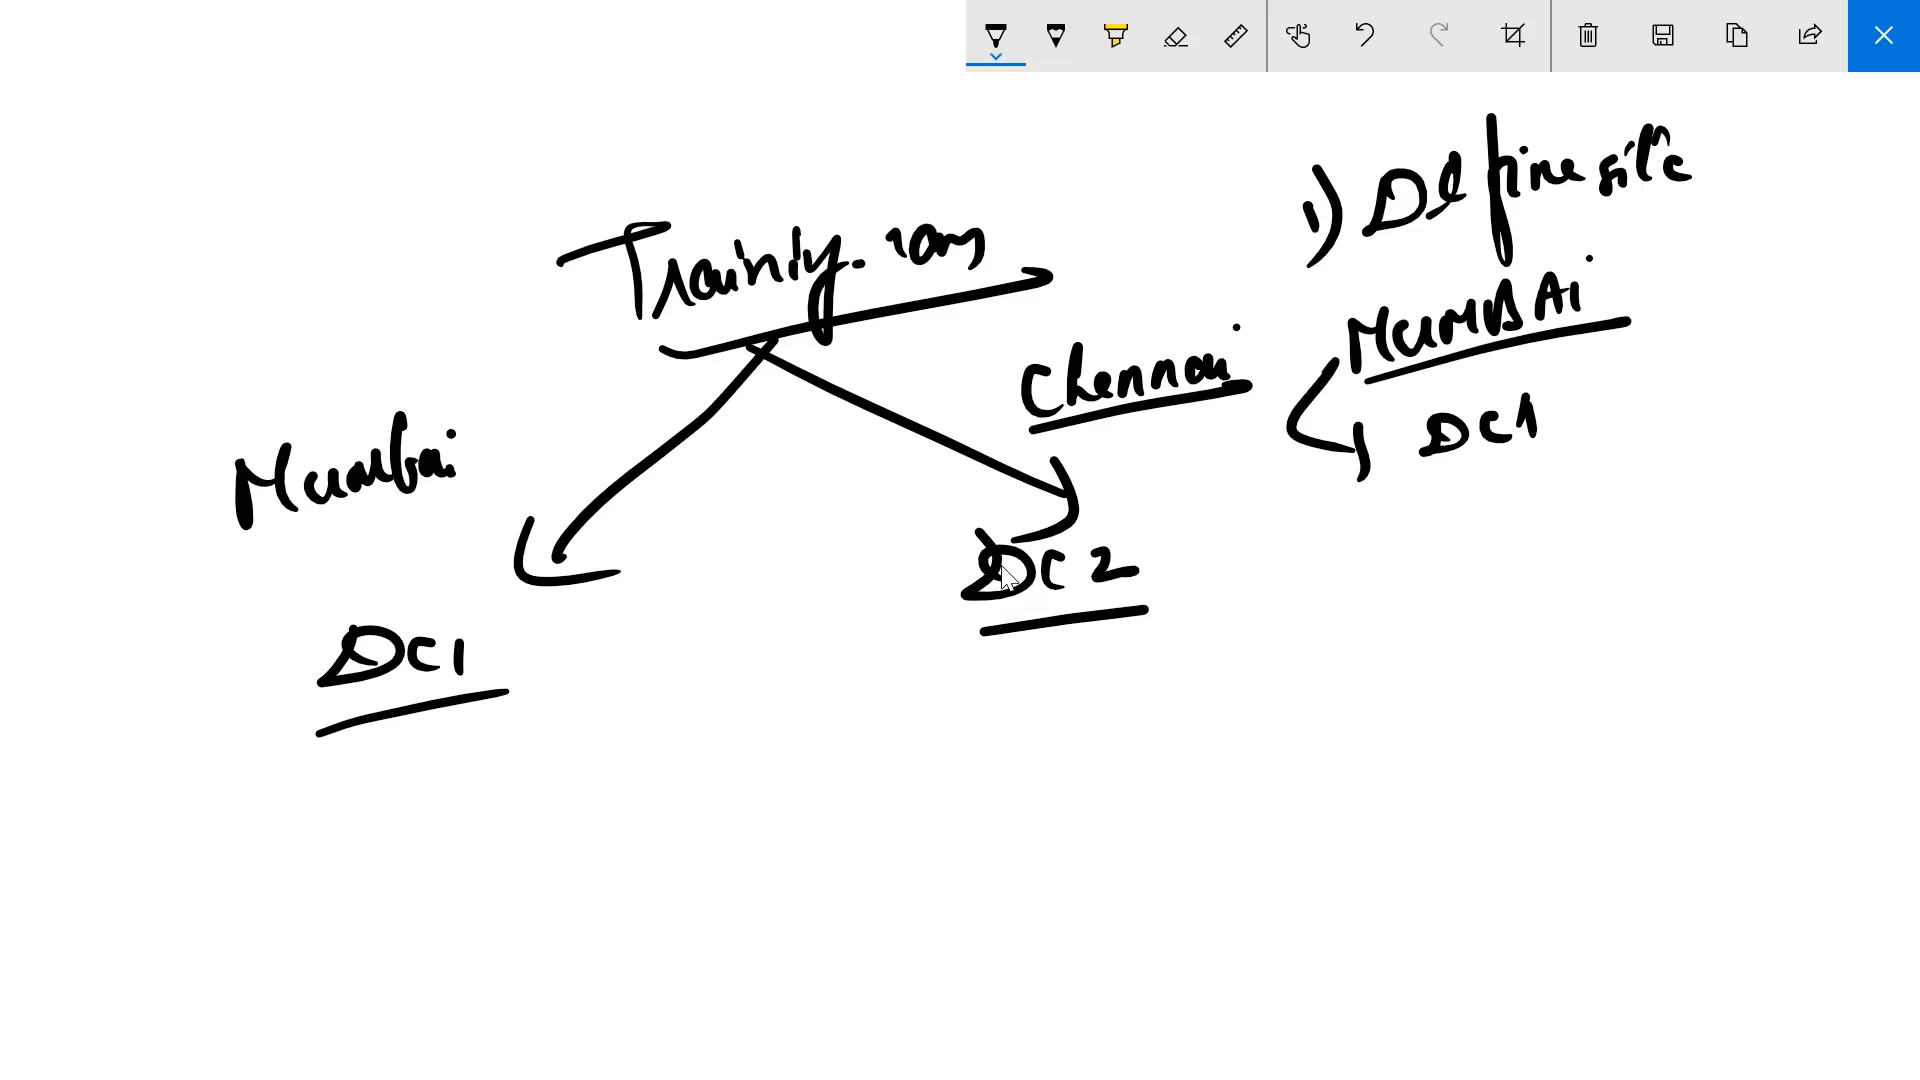 Training.com
Mumbai
Chennai
DC1
DC2
1) Define site
MUMBAi
DC1